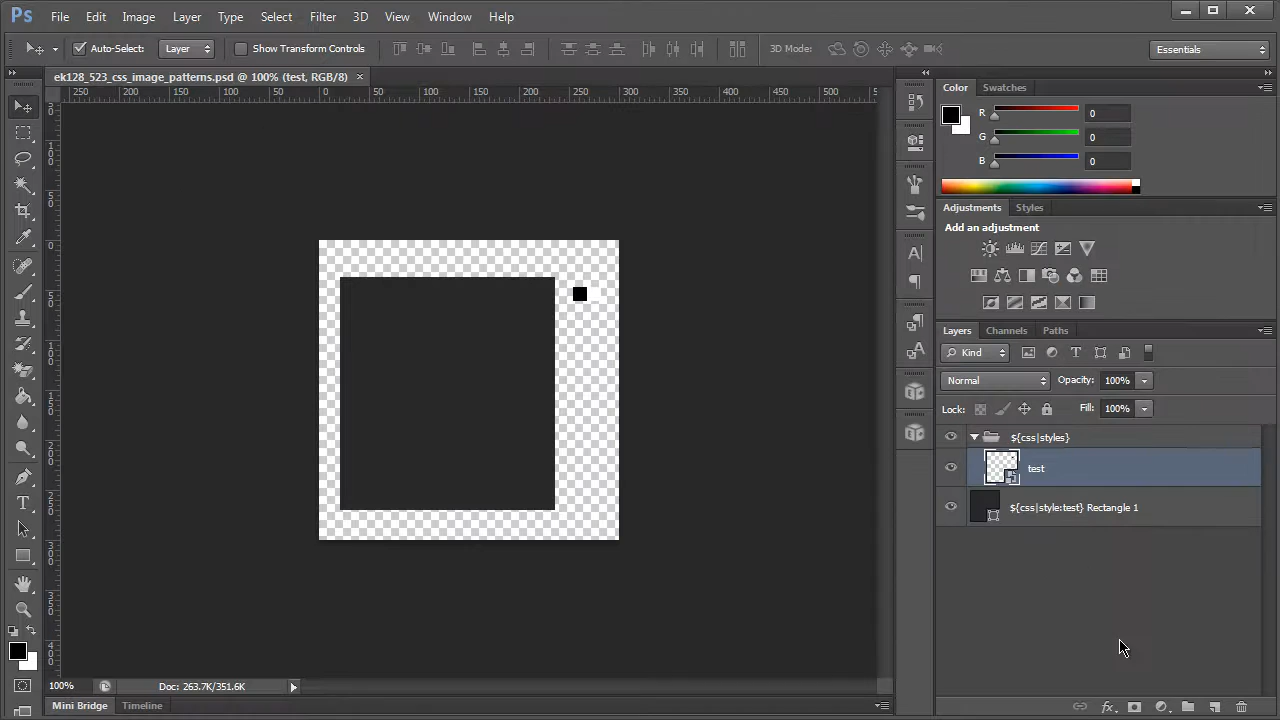 Ps File Edit Image Layer Type Select Filter 3D View Window Help
Auto-Select: Layer Show Transform Controls 3D Mode: Essentials
ek128_523_css_image_patterns.psd @ 100% (test, RGB/8) ×
250 200 150 100 50 0 50 100 150 200 250 300 350 400 450 500
Color Swatches
R 0
G 0
B 0
Adjustments Styles
Add an adjustment
Layers Channels Paths
Kind
Normal Opacity: 100%
Lock: Fill: 100%
${css|styles}
test
${css|style:test} Rectangle 1
100% Doc: 263.7K/351.6K
Mini Bridge Timeline